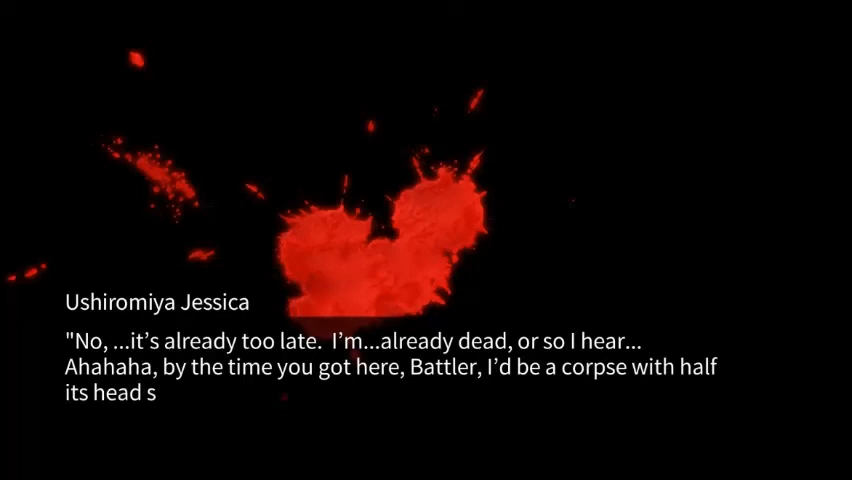 Ushiromiya Jessica
"No, ...it’s already too late.  I’m...already dead, or so I hear...
Ahahaha, by the time you got here, Battler, I’d be a corpse with half
its head s